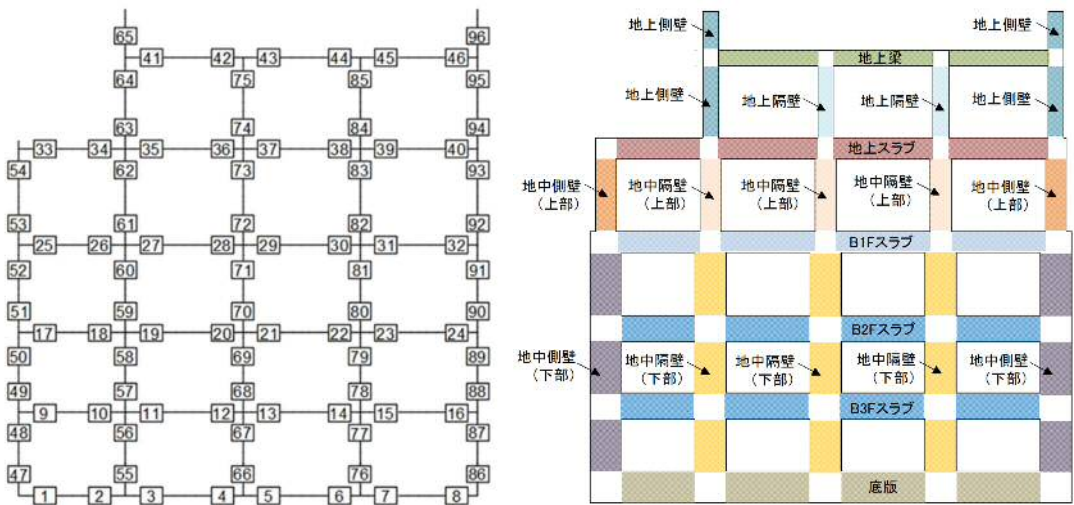 65 96
41 42 43 44 45 46
64 75 85 95
63 74 84 94
33 34 35 36 37 38 39 40
54 62 73 83 93
53 61 72 82 92
25 26 27 28 29 30 31 32
52 60 71 81 91
51 59 70 80 90
17 18 19 20 21 22 23 24
50 58 69 79 89
49 57 68 78 88
9 10 11 12 13 14 15 16
48 56 67 77 87
47 55 66 76 86
1 2 3 4 5 6 7 8
地上側壁 地上側壁
地上梁
地上側壁 地上隔壁 地上隔壁 地上側壁
地上スラブ
地中側壁 地中隔壁 地中隔壁 地中隔壁 地中側壁
(上部) (上部) (上部) (上部) (上部)
B1Fスラブ
B2Fスラブ
地中側壁 地中隔壁 地中隔壁 地中隔壁 地中側壁
(下部) (下部) (下部) (下部) (下部)
B3Fスラブ
底版